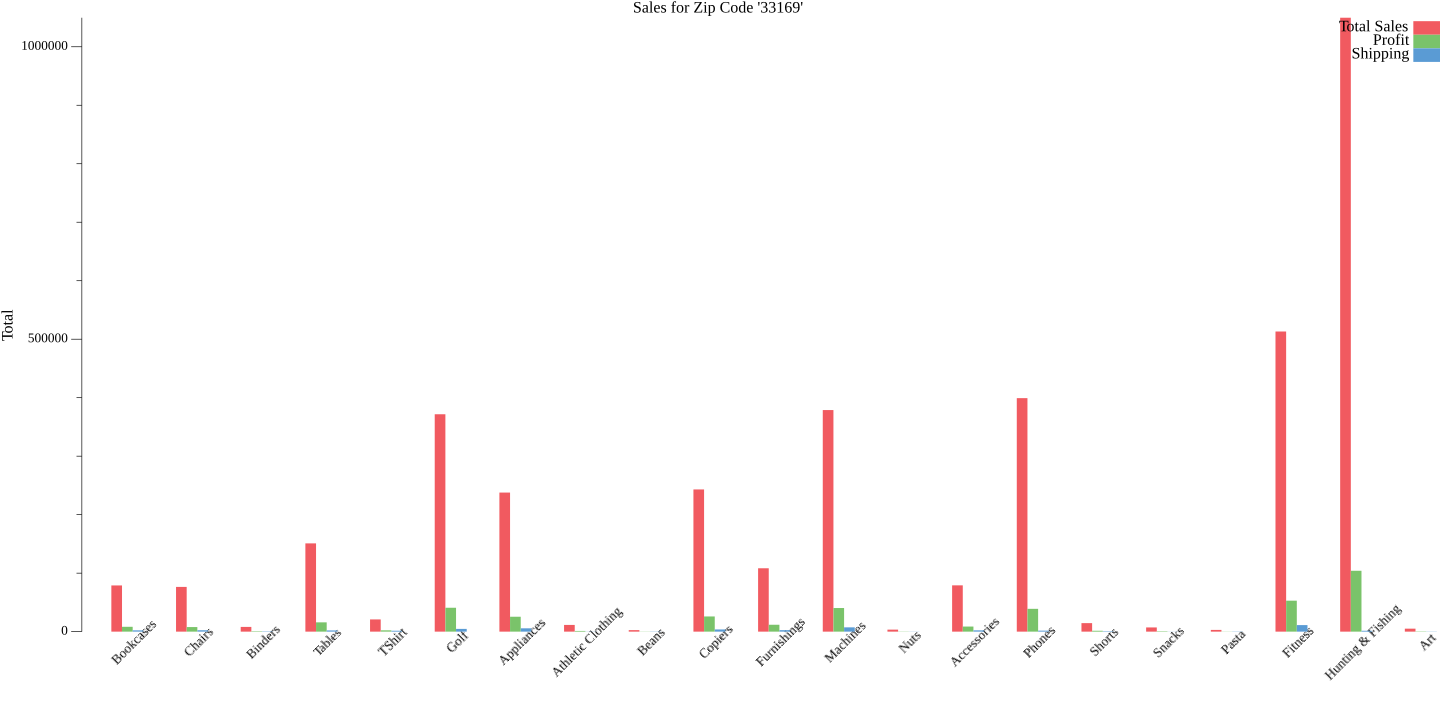 Sales for Zip Code '33169'
Total Sales
Profit
Shipping
Total
1000000
500000
0
Bookcases
Chairs
Binders
Tables
TShirt
Golf
Appliances
Athletic Clothing
Beans
Copiers
Furnishings
Machines
Nuts
Accessories
Phones
Shorts
Snacks
Pasta
Fitness
Hunting & Fishing
Art